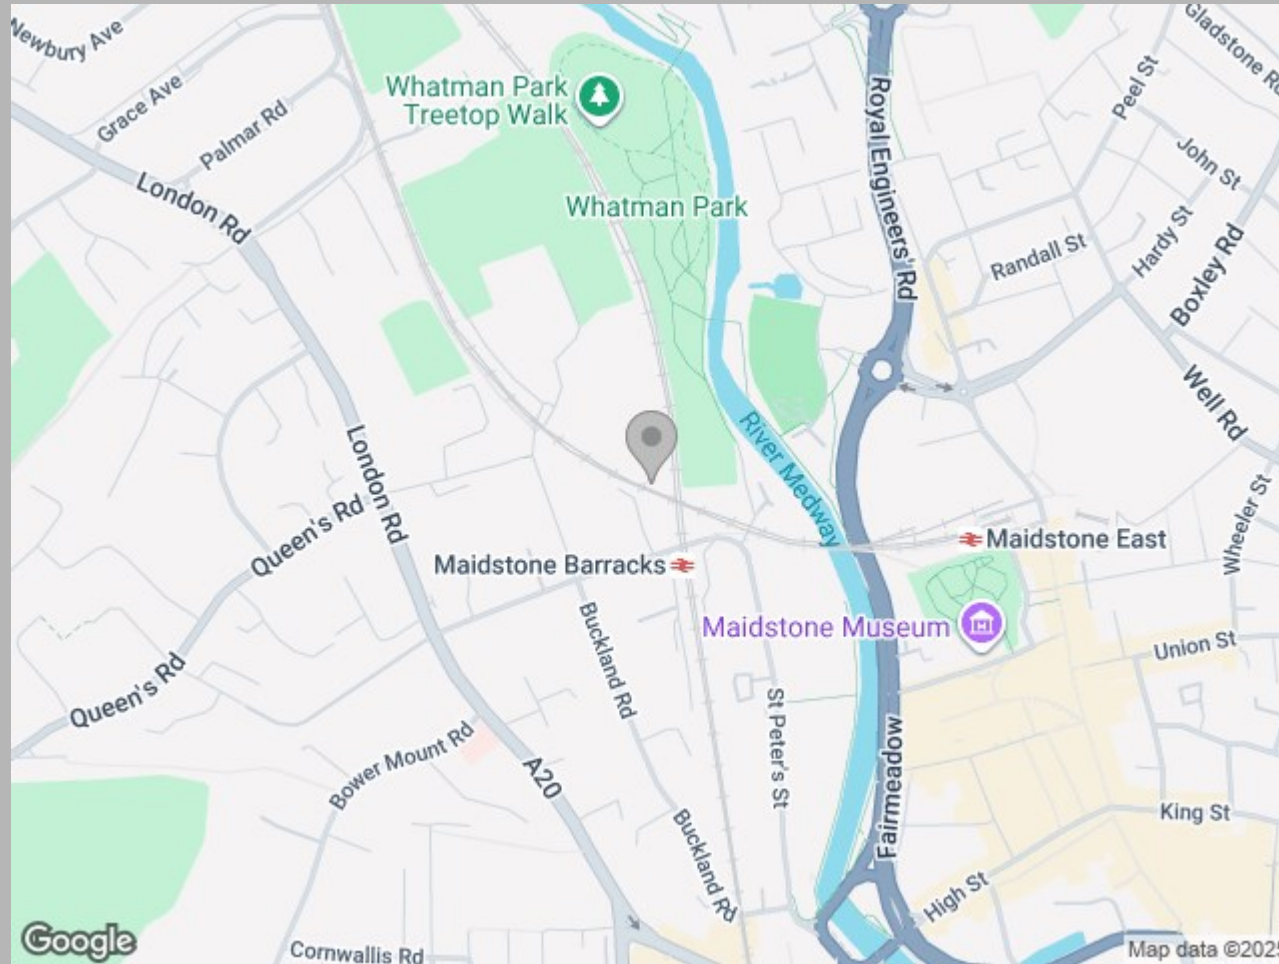 Newbury Ave
Grace Ave
Palmar Rd
London Rd
Whatman Park
Treetop Walk
Whatman Park
Royal Engineers' Rd
Peel St
John St
Hardy St
Randall St
Boxley Rd
Well Rd
Wheeler St
River Medway
London Rd
Queen's Rd
Queen's Rd
Maidstone Barracks
Maidstone East
Maidstone Museum
Union St
Buckland Rd
St Peter's St
Bower Mount Rd
A20
Fairmeadow
King St
Buckland Rd
High St
Cornwallis Rd
Google
Map data ©2025